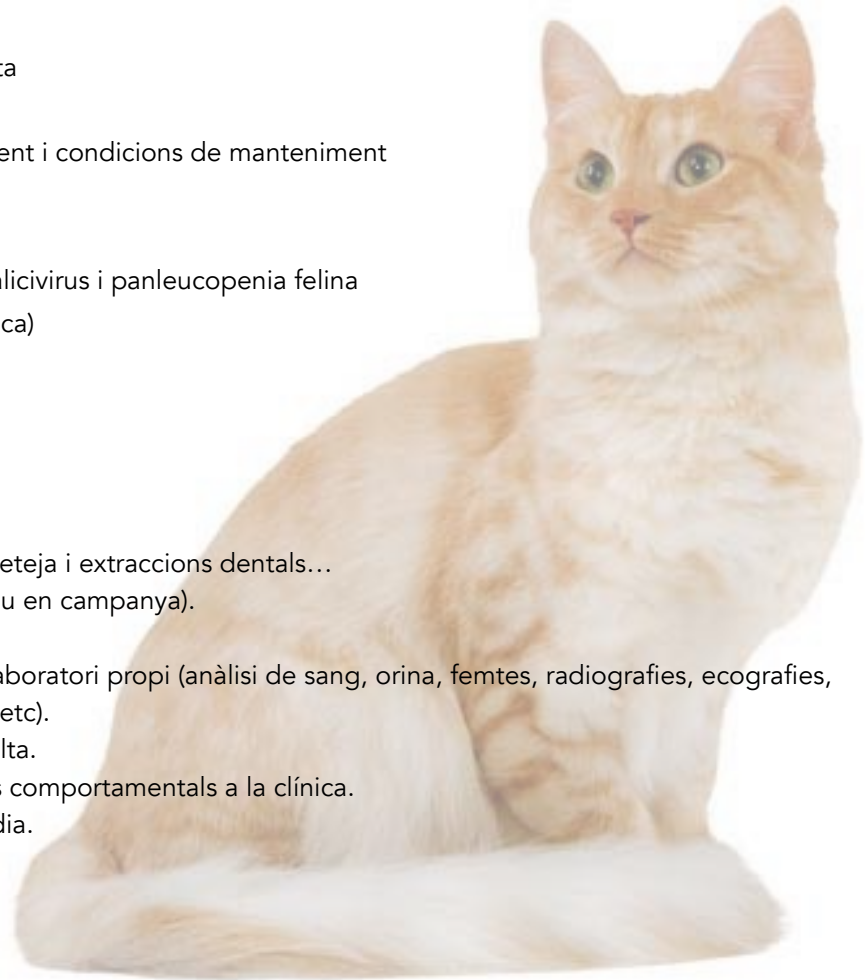 ta
ent i condicions de manteniment
alicivirus i panleucopenia felina
ca)
eteja i extraccions dentals…
u en campanya).
aboratori propi (anàlisi de sang, orina, femtes, radiografies, ecografies,
etc).
lta.
s comportamentals a la clínica.
dia.